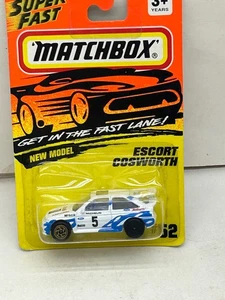 SUPER
FAST
3+
YEARS
MATCHBOX
GET IN THE FAST LANE!
NEW MODEL
ESCORT
COSWORTH
5
52